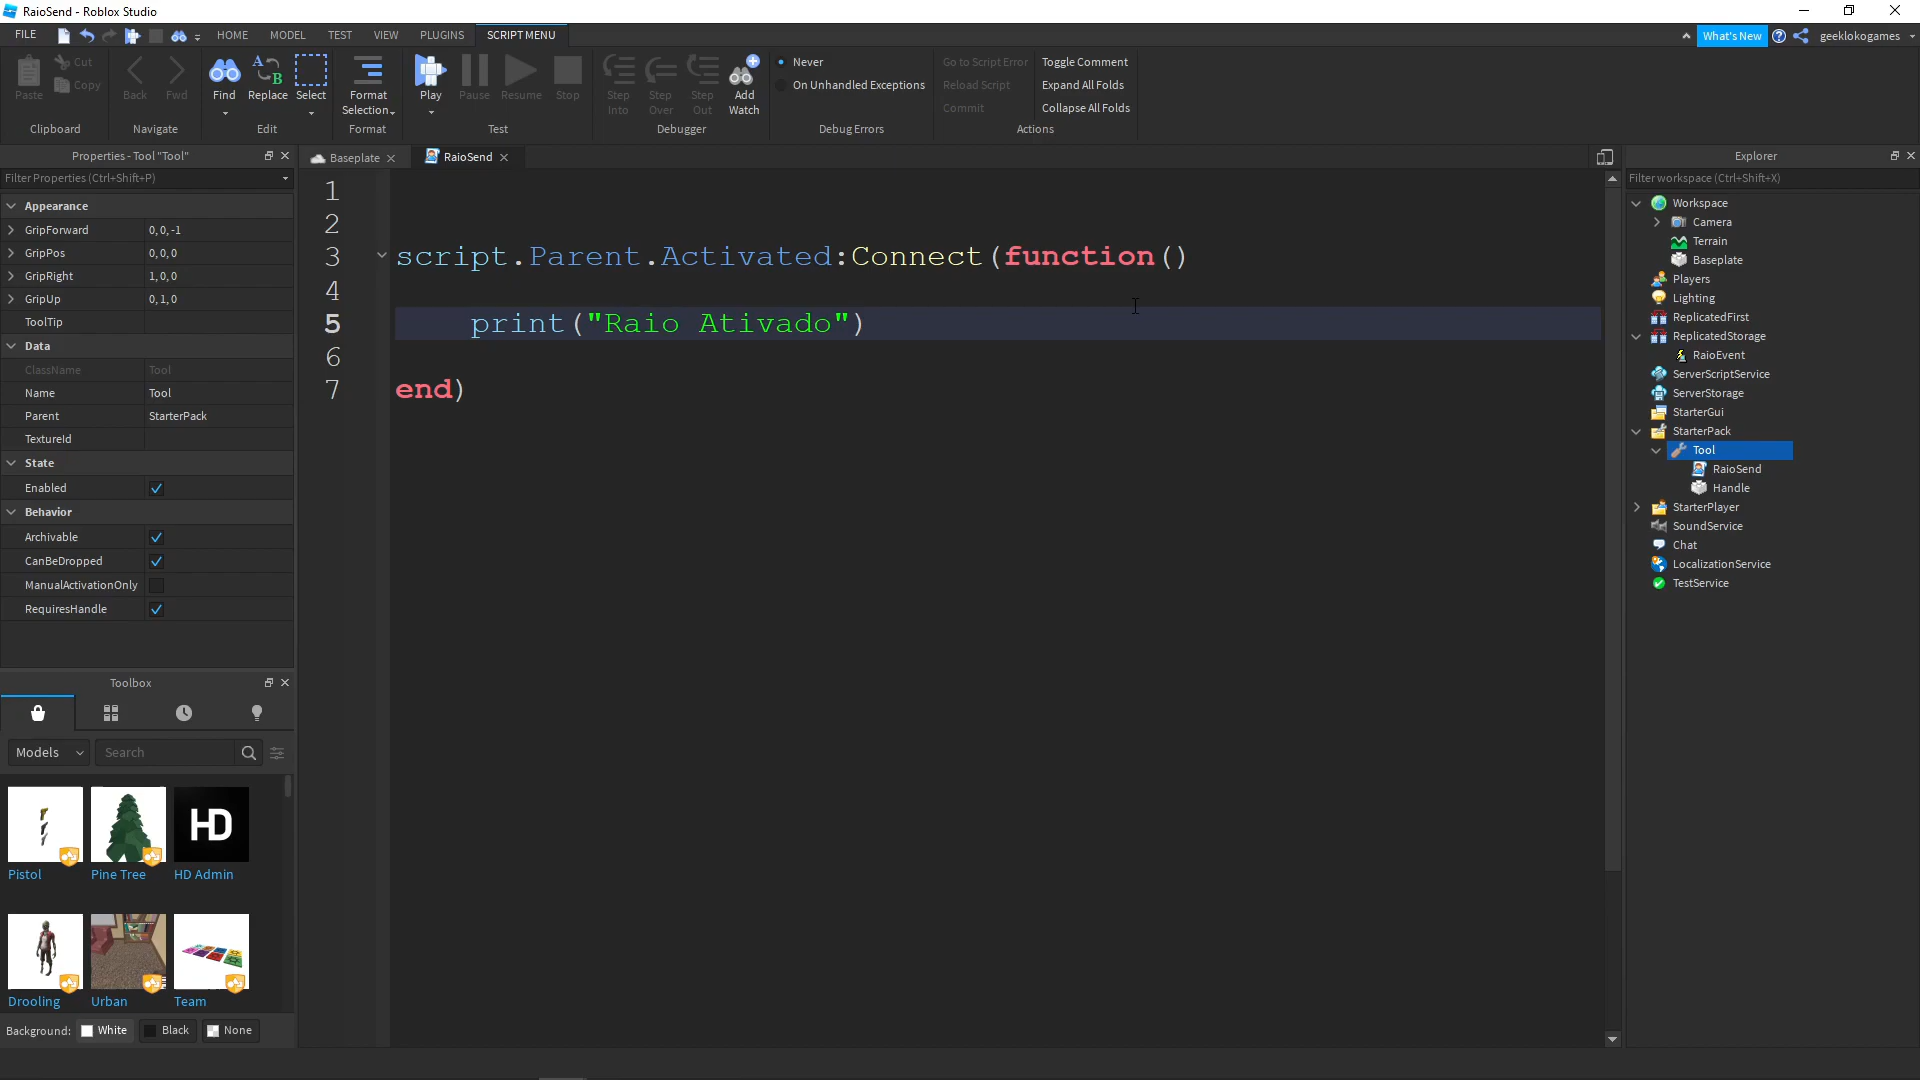 RaioSend - Roblox Studio
FILE HOME MODEL TEST VIEW PLUGINS SCRIPT MENU What's New geeklokogames
Paste Cut Copy
Clipboard
Back Fwd
Navigate
Find Replace Select
Edit
Format Selection
Format
Play Pause Resume Stop
Test
Step Into Step Over Step Out Add Watch
Debugger
Never
On Unhandled Exceptions
Debug Errors
Go to Script Error
Reload Script
Commit
Toggle Comment
Expand All Folds
Collapse All Folds
Actions
Properties - Tool "Tool"
Filter Properties (Ctrl+Shift+P)
Appearance
GripForward 0, 0, -1
GripPos 0, 0, 0
GripRight 1, 0, 0
GripUp 0, 1, 0
ToolTip
Data
ClassName Tool
Name Tool
Parent StarterPack
TextureId
State
Enabled
Behavior
Archivable
CanBeDropped
ManualActivationOnly
RequiresHandle
Toolbox
Models Search
Pistol Pine Tree HD Admin
HD
Drooling Urban Team
Background: White Black None
Baseplate RaioSend
1
2
3 script.Parent.Activated:Connect(function()
4
5 print("Raio Ativado")
6
7 end)
Explorer
Filter workspace (Ctrl+Shift+X)
Workspace
Camera
Terrain
Baseplate
Players
Lighting
ReplicatedFirst
ReplicatedStorage
RaioEvent
ServerScriptService
ServerStorage
StarterGui
StarterPack
Tool
RaioSend
Handle
StarterPlayer
SoundService
Chat
LocalizationService
TestService